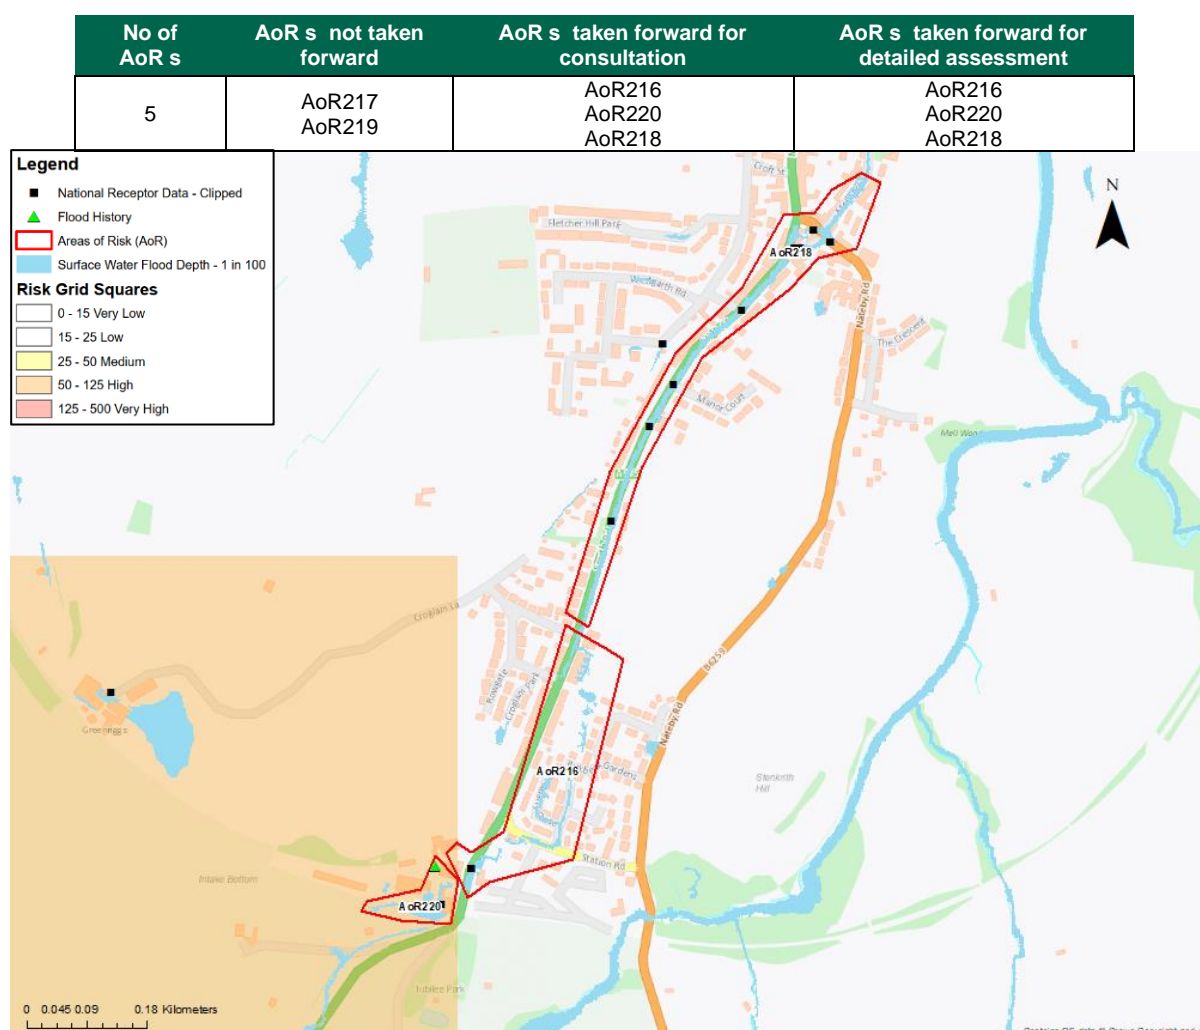 No of AoR s
AoR s not taken forward
AoR s taken forward for consultation
AoR s taken forward for detailed assessment
5
AoR217
AoR219
AoR216
AoR220
AoR218
AoR216
AoR220
AoR218
Legend
National Receptor Data - Clipped
Flood History
Areas of Risk (AoR)
Surface Water Flood Depth - 1 in 100
Risk Grid Squares
0 - 15 Very Low
15 - 25 Low
25 - 50 Medium
50 - 125 High
125 - 500 Very High
N
Croft St
Fletcher Hill Park
AoR218
Westgarth Rd
Nateby Rd
The Crescent
Manor Court
Croglam La
Rowgate
Croglam Park
B6259
Nateby Rd
Greenriggs
AoR216
Gardens
Stenkrith
Hill
Station Rd
Intake Bottom
AoR220
Jubilee Park
0 0.045 0.09 0.18 Kilometers